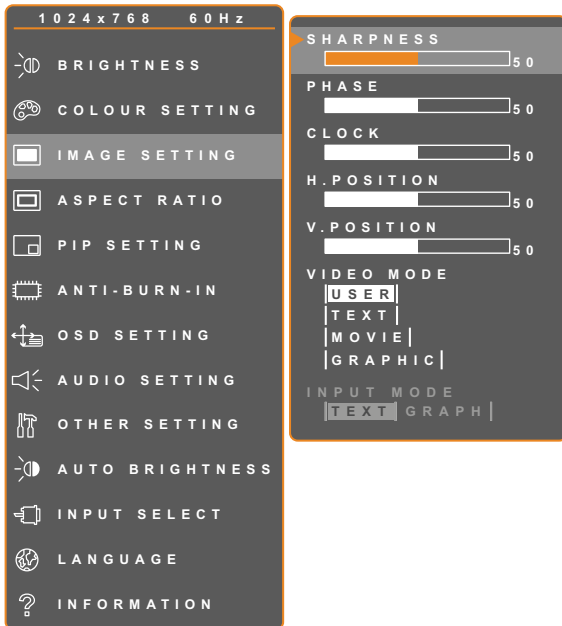 1024x768 60Hz
BRIGHTNESS
COLOUR SETTING
IMAGE SETTING
ASPECT RATIO
PIP SETTING
ANTI-BURN-IN
OSD SETTING
AUDIO SETTING
OTHER SETTING
AUTO BRIGHTNESS
INPUT SELECT
LANGUAGE
INFORMATION
SHARPNESS
50
PHASE
50
CLOCK
50
H.POSITION
50
V.POSITION
50
VIDEO MODE
USER
TEXT
MOVIE
GRAPHIC
INPUT MODE
TEXT GRAPH